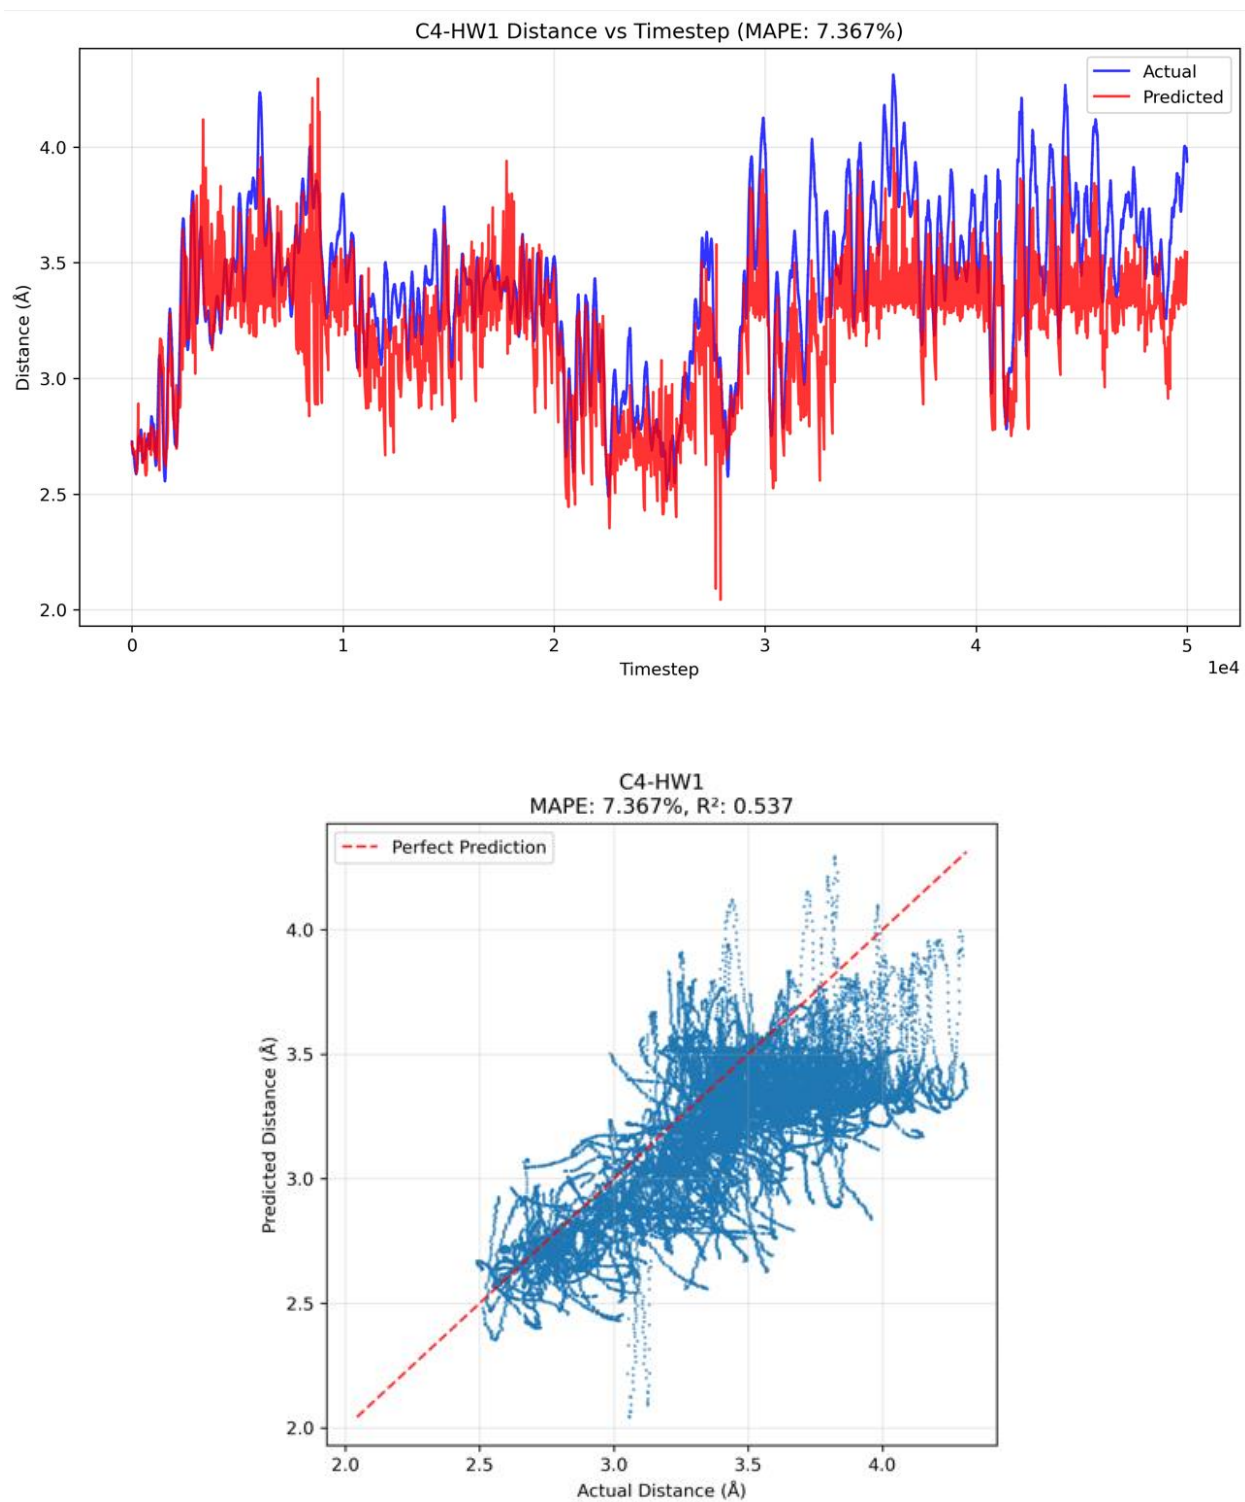 C4-HW1 Distance vs Timestep (MAPE: 7.367%)
Actual
Predicted
4.0
3.5
3.0
2.5
2.0
Distance (Å)
0 1 2 3 4 5
1e4
Timestep
C4-HW1
MAPE: 7.367%, R²: 0.537
Perfect Prediction
4.0
3.5
3.0
2.5
2.0
Predicted Distance (Å)
2.0 2.5 3.0 3.5 4.0
Actual Distance (Å)